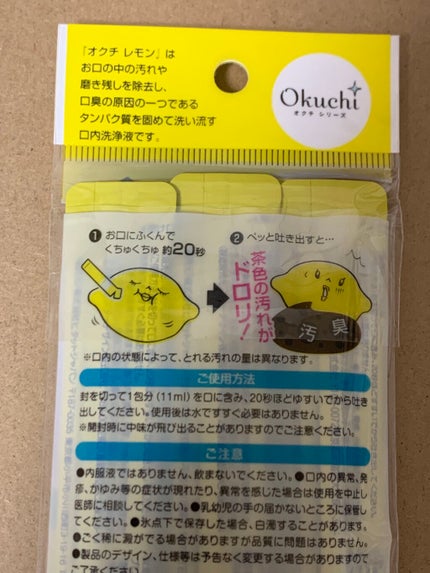 『オクチ レモン』は
お口の中の汚れや
磨き残しを除去し、
口臭の原因の一つである
タンパク質を固めて洗い流す
口内洗浄液です。
Okuchi
オクチ シリーズ
1 お口にふくんで
くちゅくちゅ 約20秒
2 ペッと吐き出すと…
茶色の汚れが
ドロリ!
汚 臭
※口内の状態によって、とれる汚れの量は異なります。
ご使用方法
封を切って1包分(11ml)を口に含み、20秒ほどゆすいでから吐き
出してください。使用後は水ですすぐ必要はありません。
※開封時に中味が飛び出ることがありますのでご注意ください。
ご注意
●内服液ではありません、飲まないでください。●口内の異常、発
疹、かゆみ等の症状が現れたり、異常を感じた場合は使用を中止し
医師に相談してください。●乳幼児の手の届かないところに保管し
てください。●氷点下で保存した場合、白濁することがあります。
●ごく稀に澱がでる場合がありますが品質に問題はありません。
●製品のデザイン、仕様等は予告なく変更する場合がありますので
ご了承ください。